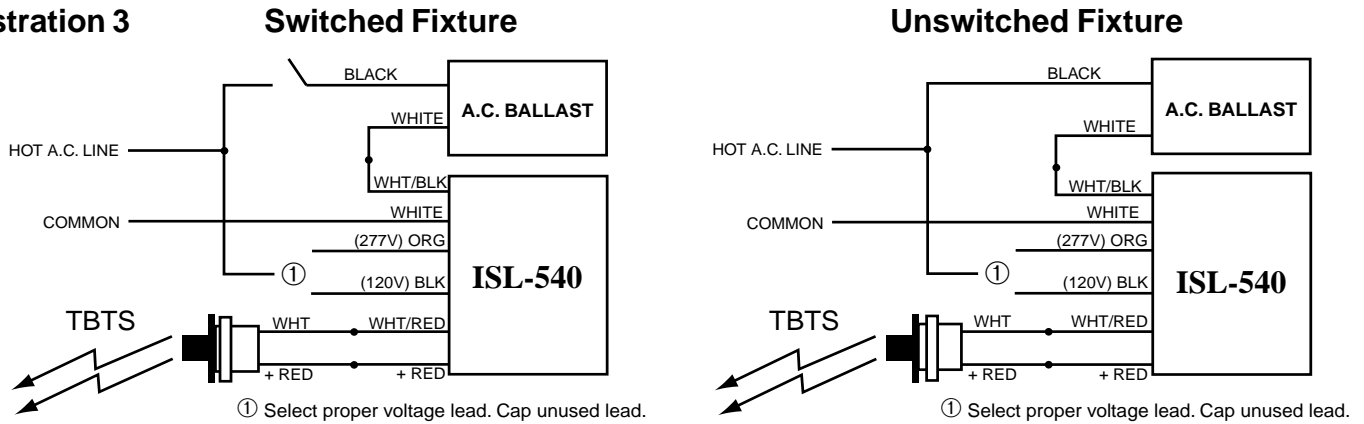 stration 3
Switched Fixture
BLACK
A.C. BALLAST
WHITE
HOT A.C. LINE
WHT/BLK
WHITE
COMMON
(277V) ORG
①
ISL-540
(120V) BLK
TBTS
WHT
WHT/RED
+ RED
+ RED
① Select proper voltage lead. Cap unused lead.
Unswitched Fixture
BLACK
A.C. BALLAST
WHITE
HOT A.C. LINE
WHT/BLK
WHITE
COMMON
(277V) ORG
①
ISL-540
(120V) BLK
TBTS
WHT
WHT/RED
+ RED
+ RED
① Select proper voltage lead. Cap unused lead.